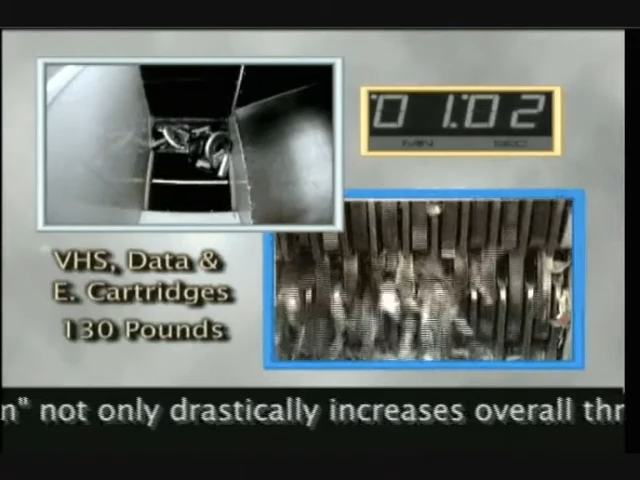 01:02
MIN SEC
VHS, Data &
E. Cartridges
130 Pounds
n" not only drastically increases overall thr